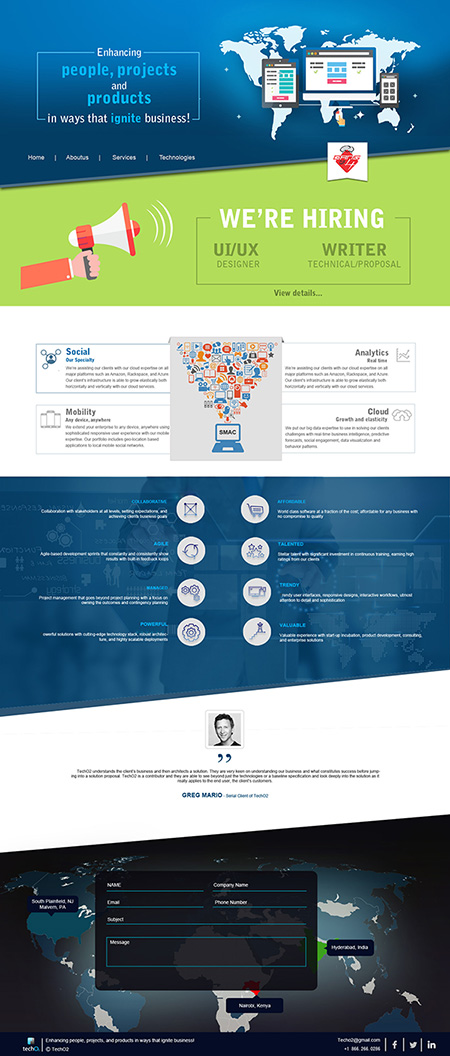 Enhancing
people, projects
and
products
in ways that ignite business!
Home | Aboutus | Services | Technologies
WE'RE HIRING
UI/UX
DESIGNER
WRITER
TECHNICAL/PROPOSAL
View details...
Social
Our Specialty
We're assisting our clients with our cloud expertise on all
major platforms such as Amazon, Rackspace, and Azure
Our client's infrastructure is able to grow elastically both
horizontally and vertically with our cloud services.
Analytics
Real time
We're assisting our clients with our cloud expertise on all
major platforms such as Amazon, Rackspace, and Azure
Our client's infrastructure is able to grow elastically both
horizontally and vertically with our cloud services.
Mobility
Any device, anywhere
We extend your enterprise to any device, anywhere using
sophisticated responsive user experience with our mobile
expertise. Our portfolio includes geo-location based
applications to local mobile social networks.
SMAC
Cloud
Growth and elasticity
We put our big data expertise to use in solving our clients
challenges with real-time business intelligence, predictive
forecasts, social engagement, data visualization and
behavior patterns
COLLABORATIVE
Collaboration with stakeholders at all levels, setting expectations, and
achieving clients business goals
AFFORDABLE
World class software at a fraction of the cost; affordable for any business with
no compromise to quality
AGILE
Agile-based development sprints that constantly and consistently show
results with built-in feedback loops
TALENTED
Stellar talent with significant investment in continuous training, earning high
ratings from our clients
MANAGED
Project management that goes beyond project planning with a focus on
owning the outcomes and contingency planning
TRENDY
rendy user interfaces, responsive designs, interactive workflows, utmost
attention to detail and sophistication
POWERFUL
owerful solutions with cutting-edge technology stack, robust architec-
ture, and highly scalable deployments
VALUABLE
Valuable experience with start-up incubation, product development, consulting,
and enterprise solutions
TechO2 understands the client's business and then architects a solution. They are very keen on understanding our business and what constitutes success before jump-
ing into a solution proposal. TechO2 is a contributor and they are able to see beyond just the technologies or a baseline specification and look deeply into the solution as it
really applies to the end user, the client's customers.
GREG MARIO - Serial Client of TechO2
NAME
Company Name
South Plainfield, NJ
Malvern, PA
Email
Phone Number
Subject
Message
Hyderabad, India
Nairobi, Kenya
Enhancing people, projects, and products in ways that ignite business!
Techo2@gmail.com
techO2
© TechO2
+1 866. 266. 0286